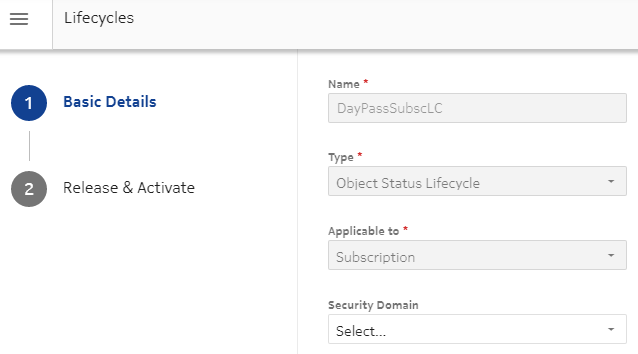 Lifecycles
1 Basic Details
2 Release & Activate
Name *
DayPassSubscLC
Type *
Object Status Lifecycle
Applicable to *
Subscription
Security Domain
Select...